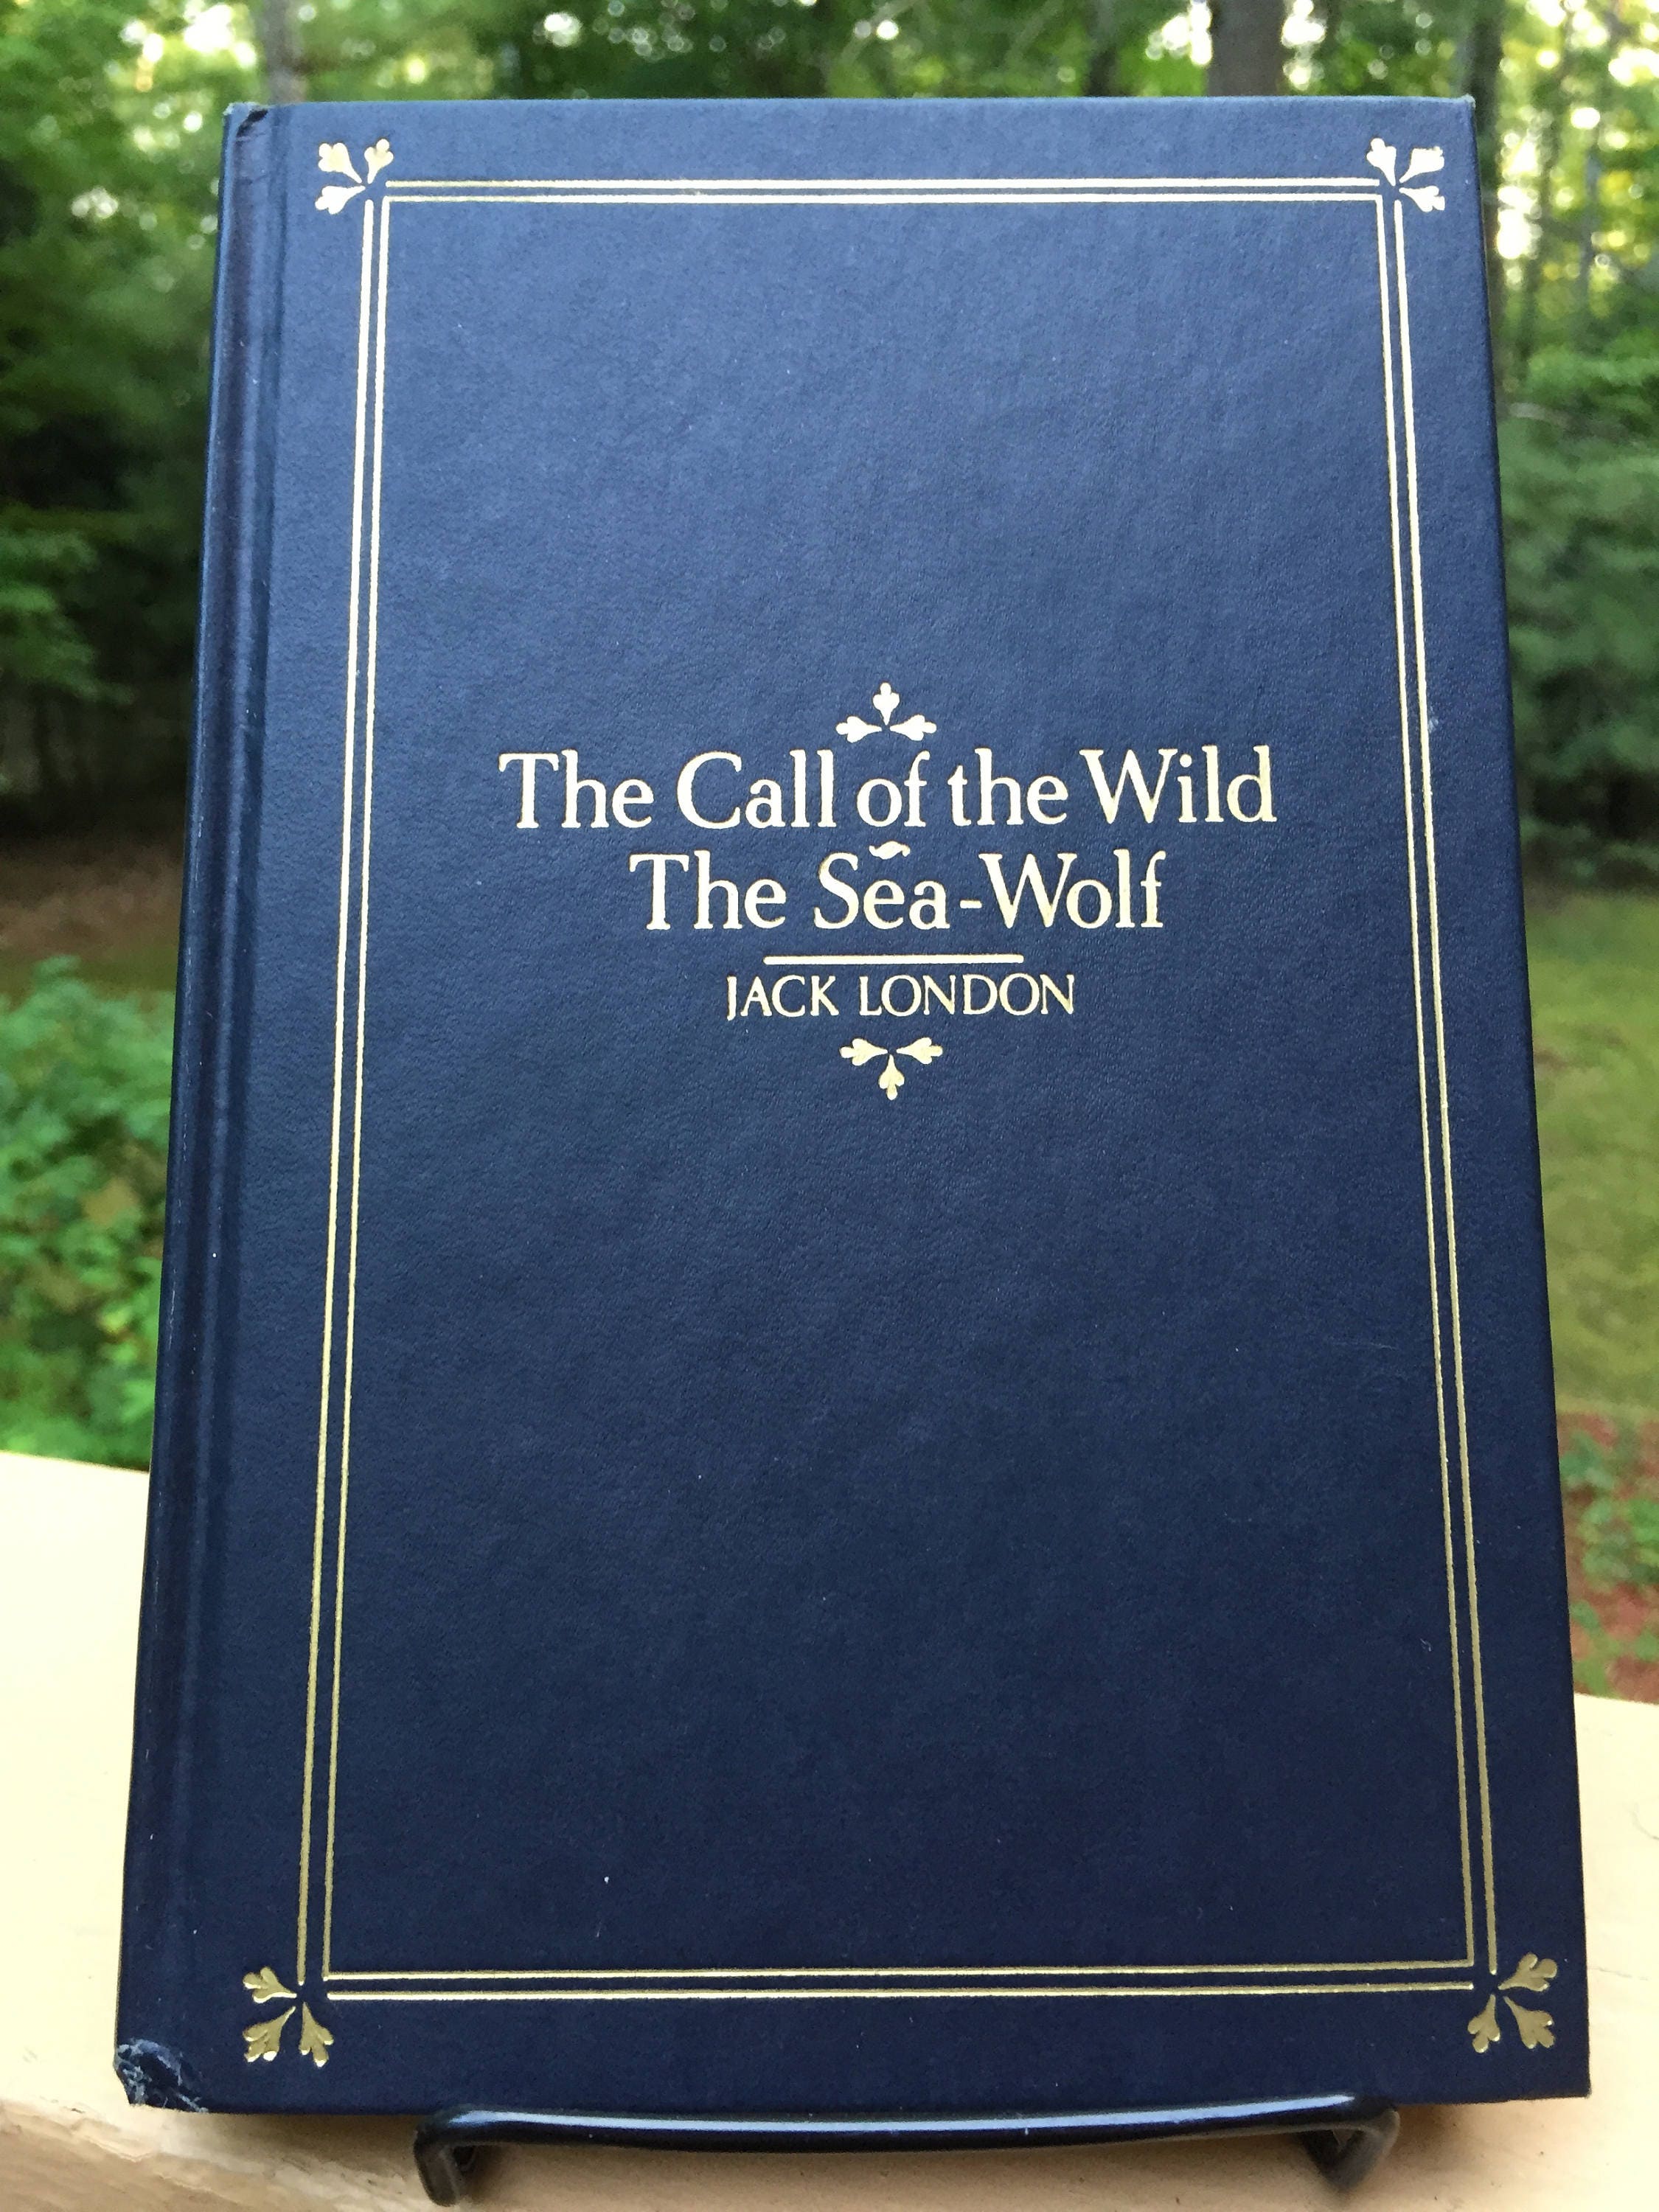 The Call of the Wild
The Sea-Wolf
JACK LONDON